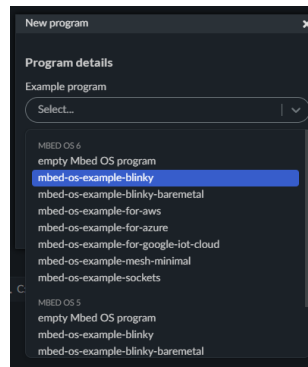 New program
Program details
Example program
Select...
MBED OS 6
empty Mbed OS program
mbed-os-example-blinky
mbed-os-example-blinky-baremetal
mbed-os-example-for-aws
mbed-os-example-for-azure
mbed-os-example-for-google-iot-cloud
mbed-os-example-mesh-minimal
mbed-os-example-sockets
MBED OS 5
empty Mbed OS program
mbed-os-example-blinky
mbed-os-example-blinky-baremetal